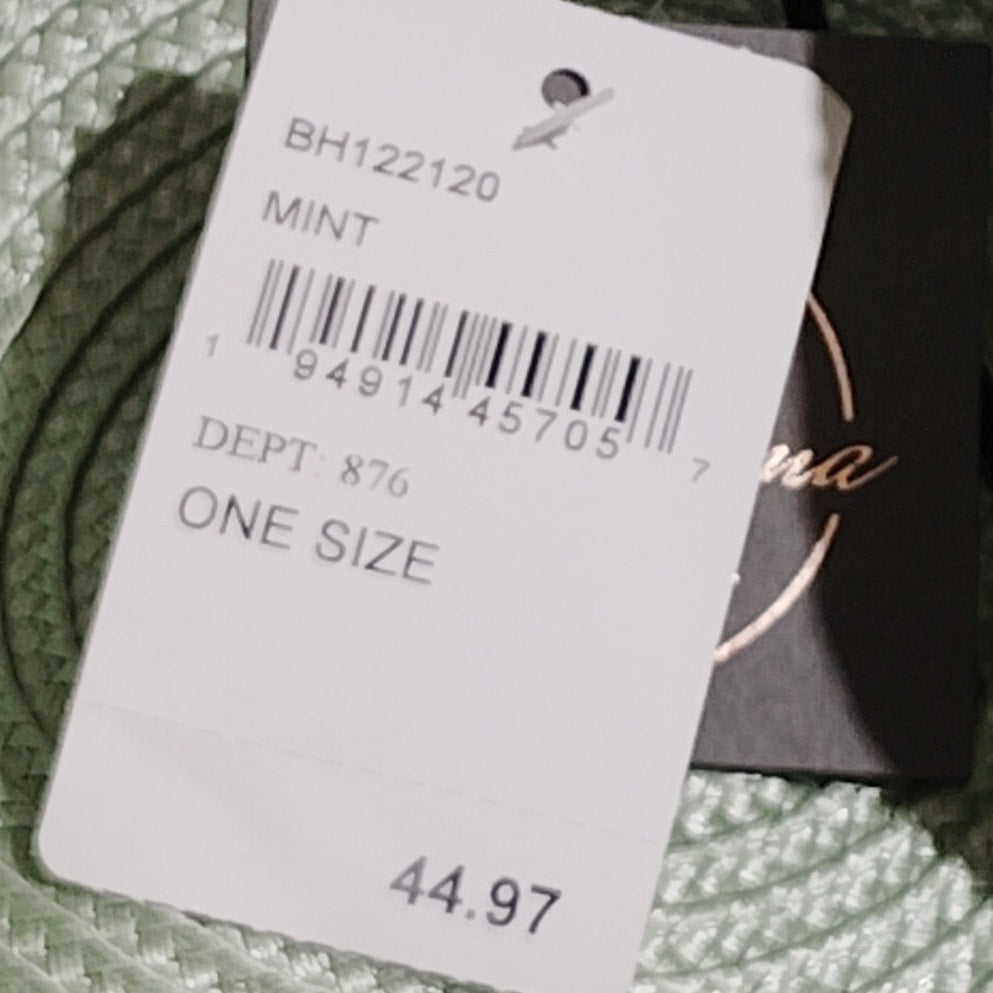 BH122120
MINT
1 94914 45705 7
DEPT: 876
ONE SIZE
44.97